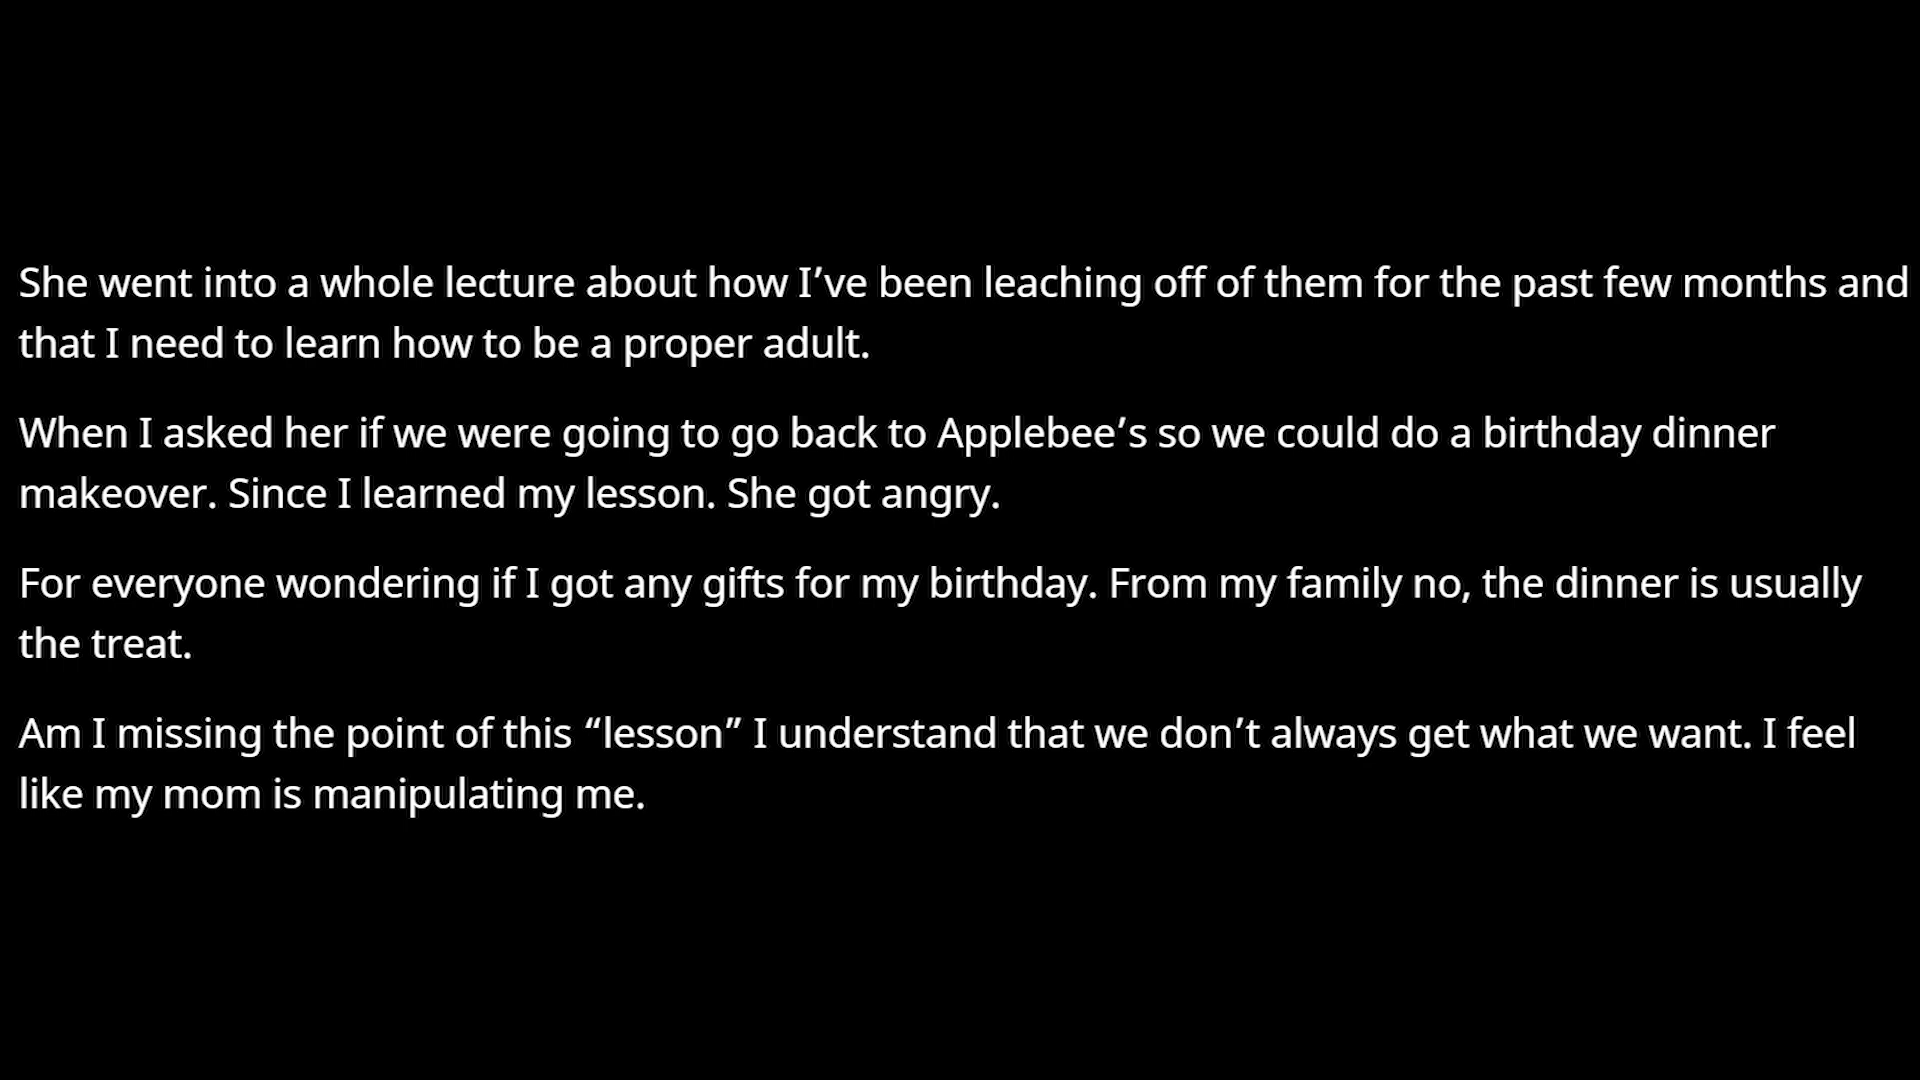 She went into a whole lecture about how I’ve been leaching off of them for the past few months and
that I need to learn how to be a proper adult.
When I asked her if we were going to go back to Applebee’s so we could do a birthday dinner
makeover. Since I learned my lesson. She got angry.
For everyone wondering if I got any gifts for my birthday. From my family no, the dinner is usually
the treat.
Am I missing the point of this “lesson” I understand that we don’t always get what we want. I feel
like my mom is manipulating me.